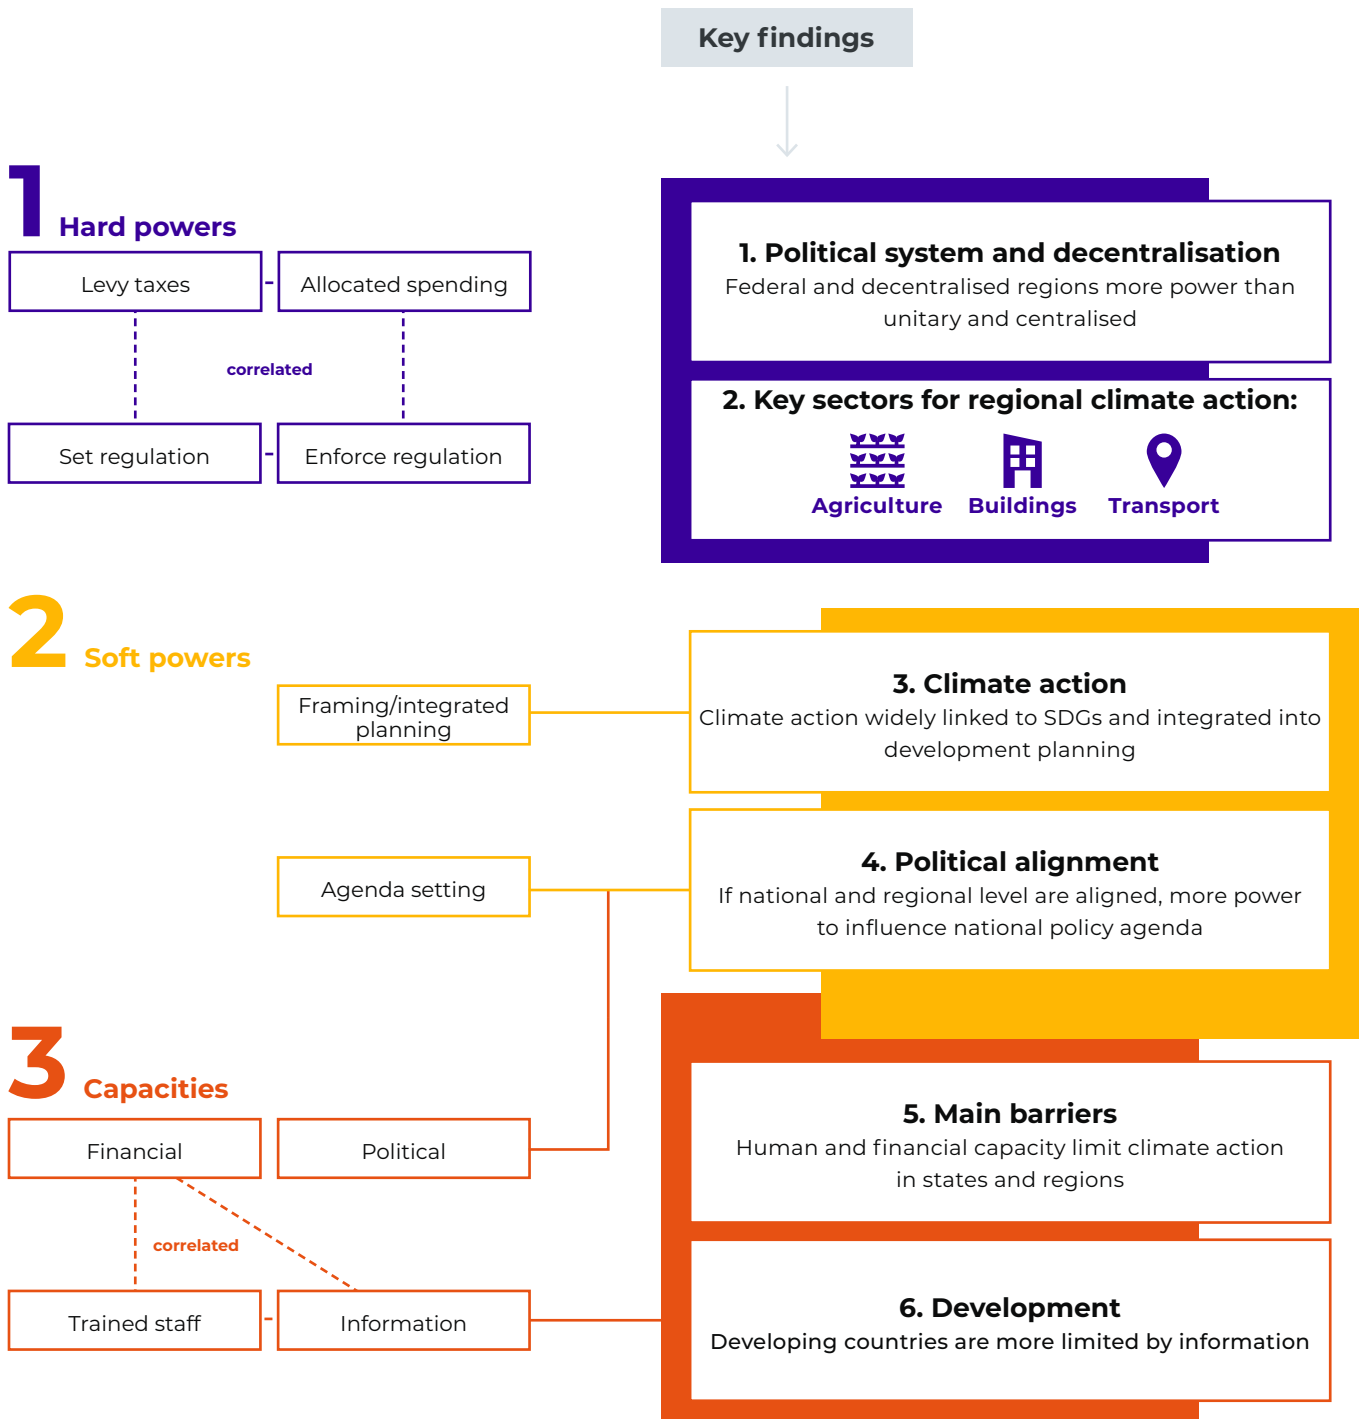 Key findings
1
Hard powers
Levy taxes
Allocated spending
correlated
Set regulation
Enforce regulation
1. Political system and decentralisation
Federal and decentralised regions more power than
unitary and centralised
2. Key sectors for regional climate action:
Agriculture
Buildings
Transport
2
Soft powers
Framing/integrated
planning
3. Climate action
Climate action widely linked to SDGs and integrated into
development planning
Agenda setting
4. Political alignment
If national and regional level are aligned, more power
to influence national policy agenda
3
Capacities
Financial
Political
correlated
Trained staff
Information
5. Main barriers
Human and financial capacity limit climate action
in states and regions
6. Development
Developing countries are more limited by information